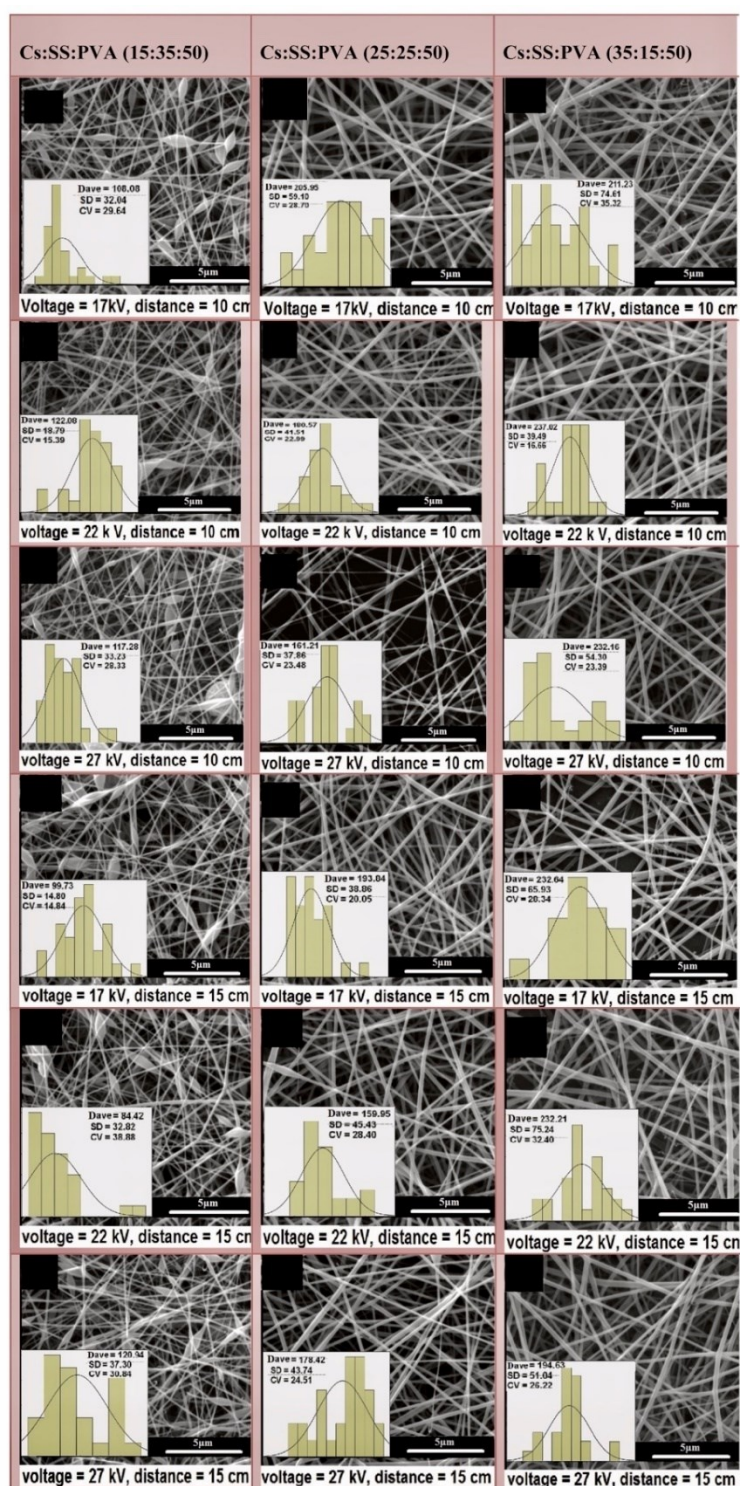 Cs:SS:PVA (15:35:50)
Cs:SS:PVA (25:25:50)
Cs:SS:PVA (35:15:50)
Dave = 108.08
SD = 32.04
CV = 29.64
5µm
Voltage = 17kV, distance = 10 cm
Dave= 205.95
SD = 59.10
CV = 28.70
5µm
Voltage = 17kV, distance = 10 cm
Dave = 211.23
SD = 74.61
CV = 35.32
5µm
Voltage = 17kV, distance = 10 cm
Dave = 122.08
SD = 18.79
CV = 15.39
5µm
voltage = 22 k V, distance = 10 cm
Dave = 180.57
SD = 41.51
CV = 22.99
5µm
voltage = 22 k V, distance = 10 cm
Dave = 237.02
SD = 39.49
CV = 16.66
5µm
voltage = 22 k V, distance = 10 cm
Dave = 117.28
SD = 33.23
CV = 28.33
5µm
voltage = 27 kV, distance = 10 cm
Dave = 161.21
SD = 37.86
CV = 23.48
5µm
voltage = 27 kV, distance = 10 cm
Dave = 232.16
SD = 54.30
CV = 23.39
5µm
voltage = 27 kV, distance = 10 cm
Dave = 99.73
SD = 14.80
CV = 14.84
5µm
voltage = 17 kV, distance = 15 cm
Dave = 193.84
SD = 38.86
CV = 20.05
5µm
voltage = 17 kV, distance = 15 cm
Dave = 232.64
SD = 65.93
CV = 28.34
5µm
voltage = 17 kV, distance = 15 cm
Dave = 84.42
SD = 32.82
CV = 38.88
5µm
voltage = 22 kV, distance = 15 cm
Dave = 159.95
SD = 45.43
CV = 28.40
5µm
voltage = 22 kV, distance = 15 cm
Dave = 232.21
SD = 75.24
CV = 32.40
5µm
voltage = 22 kV, distance = 15 cm
Dave = 120.94
SD = 37.30
CV = 30.84
5µm
voltage = 27 kV, distance = 15 cm
Dave = 178.42
SD = 43.74
CV = 24.51
5µm
voltage = 27 kV, distance = 15 cm
Dave = 194.63
SD = 51.04
CV = 26.22
5µm
voltage = 27 kV, distance = 15 cm